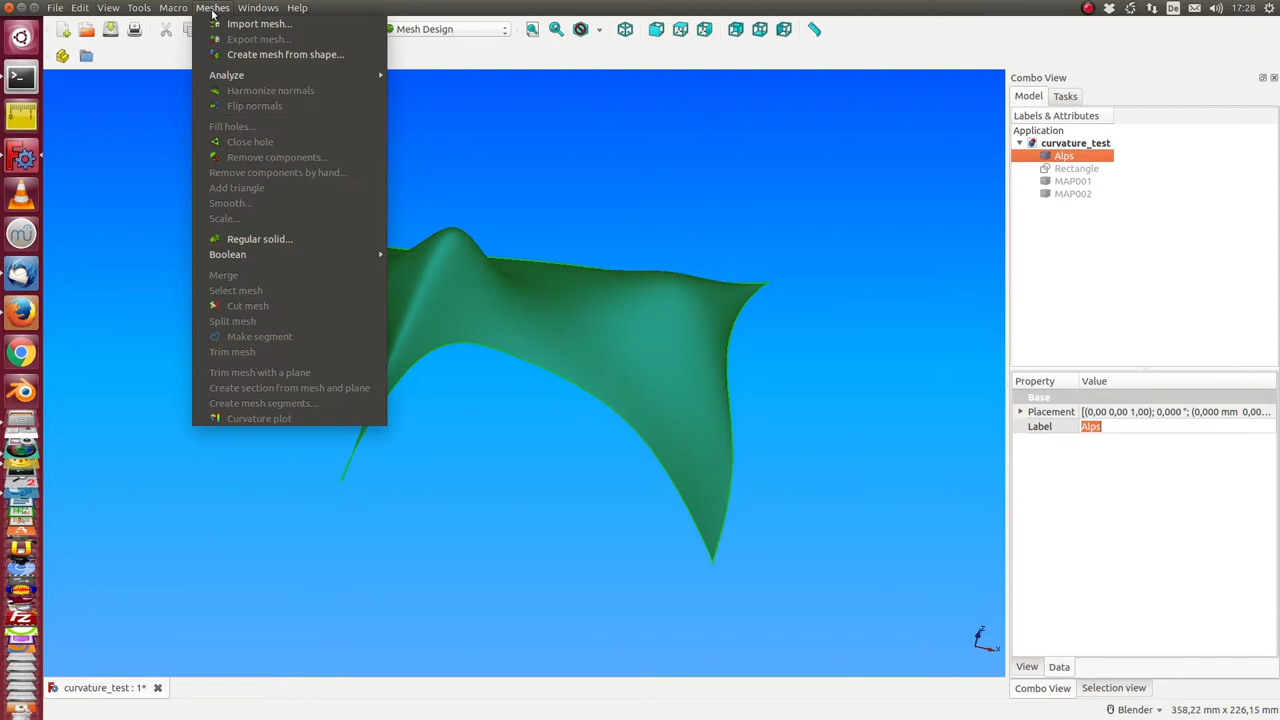 File Edit View Tools Macro Meshes Windows Help
De 17:28
Import mesh...
Mesh Design
Export mesh...
Create mesh from shape...
Analyze
Harmonize normals
Flip normals
Fill holes...
Close hole
Remove components...
Remove components by hand...
Add triangle
Smooth...
Scale...
Regular solid...
Boolean
Merge
Select mesh
Cut mesh
Split mesh
Make segment
Trim mesh
Trim mesh with a plane
Create section from mesh and plane
Create mesh segments...
Curvature plot
Combo View
Model Tasks
Labels & Attributes
Application
curvature_test
Alps
Rectangle
MAP001
MAP002
Property Value
Base
Placement [(0,00 0,00 1,00); 0,000 °; (0,000 mm 0,00...
Label Alps
z
x
View Data
curvature_test : 1*
Combo View Selection view
Blender 358,22 mm x 226,15 mm